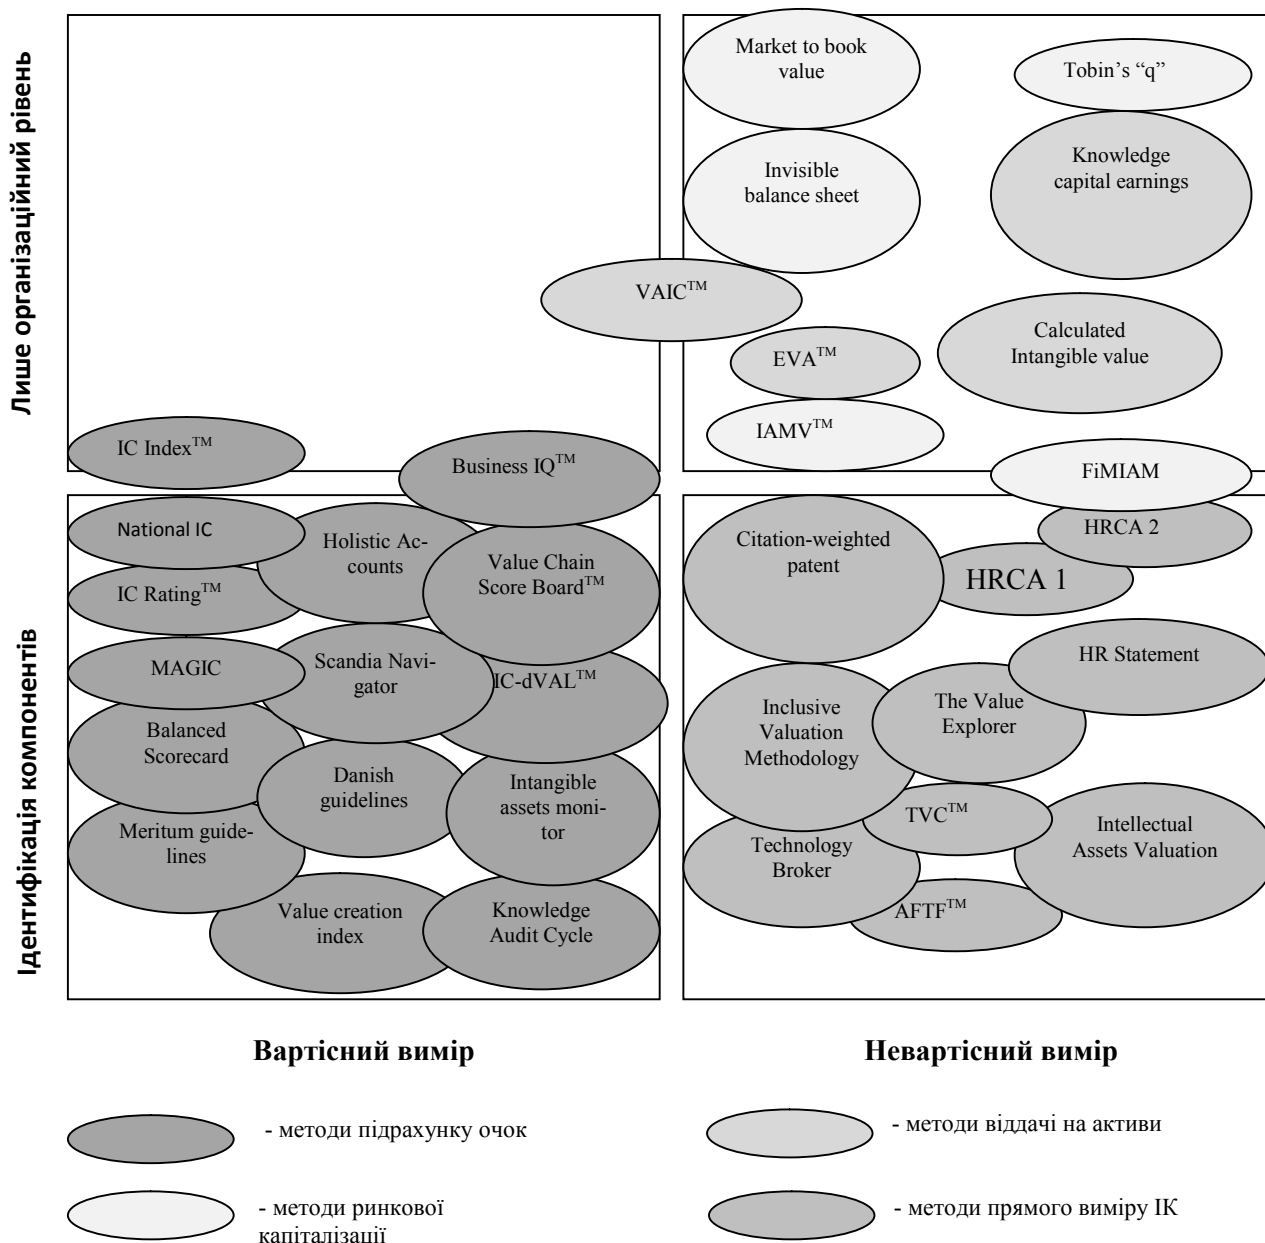 Лише організаційний рівень
Market to book
value
Tobin’s “q”
Invisible
balance sheet
Knowledge
capital earnings
VAIC™
EVA™
Calculated
Intangible value
IAMV™
IC Index™
Business IQ™
FiMIAM
Ідентифікація компонентів
National IC
Holistic Ac-
counts
Value Chain
Score Board™
IC Rating™
MAGIC
Scandia Navi-
gator
IC-dVAL™
Balanced
Scorecard
Danish
guidelines
Intangible
assets moni-
tor
Meritum guide-
lines
Value creation
index
Knowledge
Audit Cycle
Citation-weighted
patent
HRCA 2
HRCA 1
HR Statement
Inclusive
Valuation
Methodology
The Value
Explorer
TVC™
Technology
Broker
Intellectual
Assets Valuation
AFTF™
Вартісний вимір
Невартісний вимір
- методи підрахунку очок
- методи віддачі на активи
- методи ринкової
капіталізації
- методи прямого виміру ІК